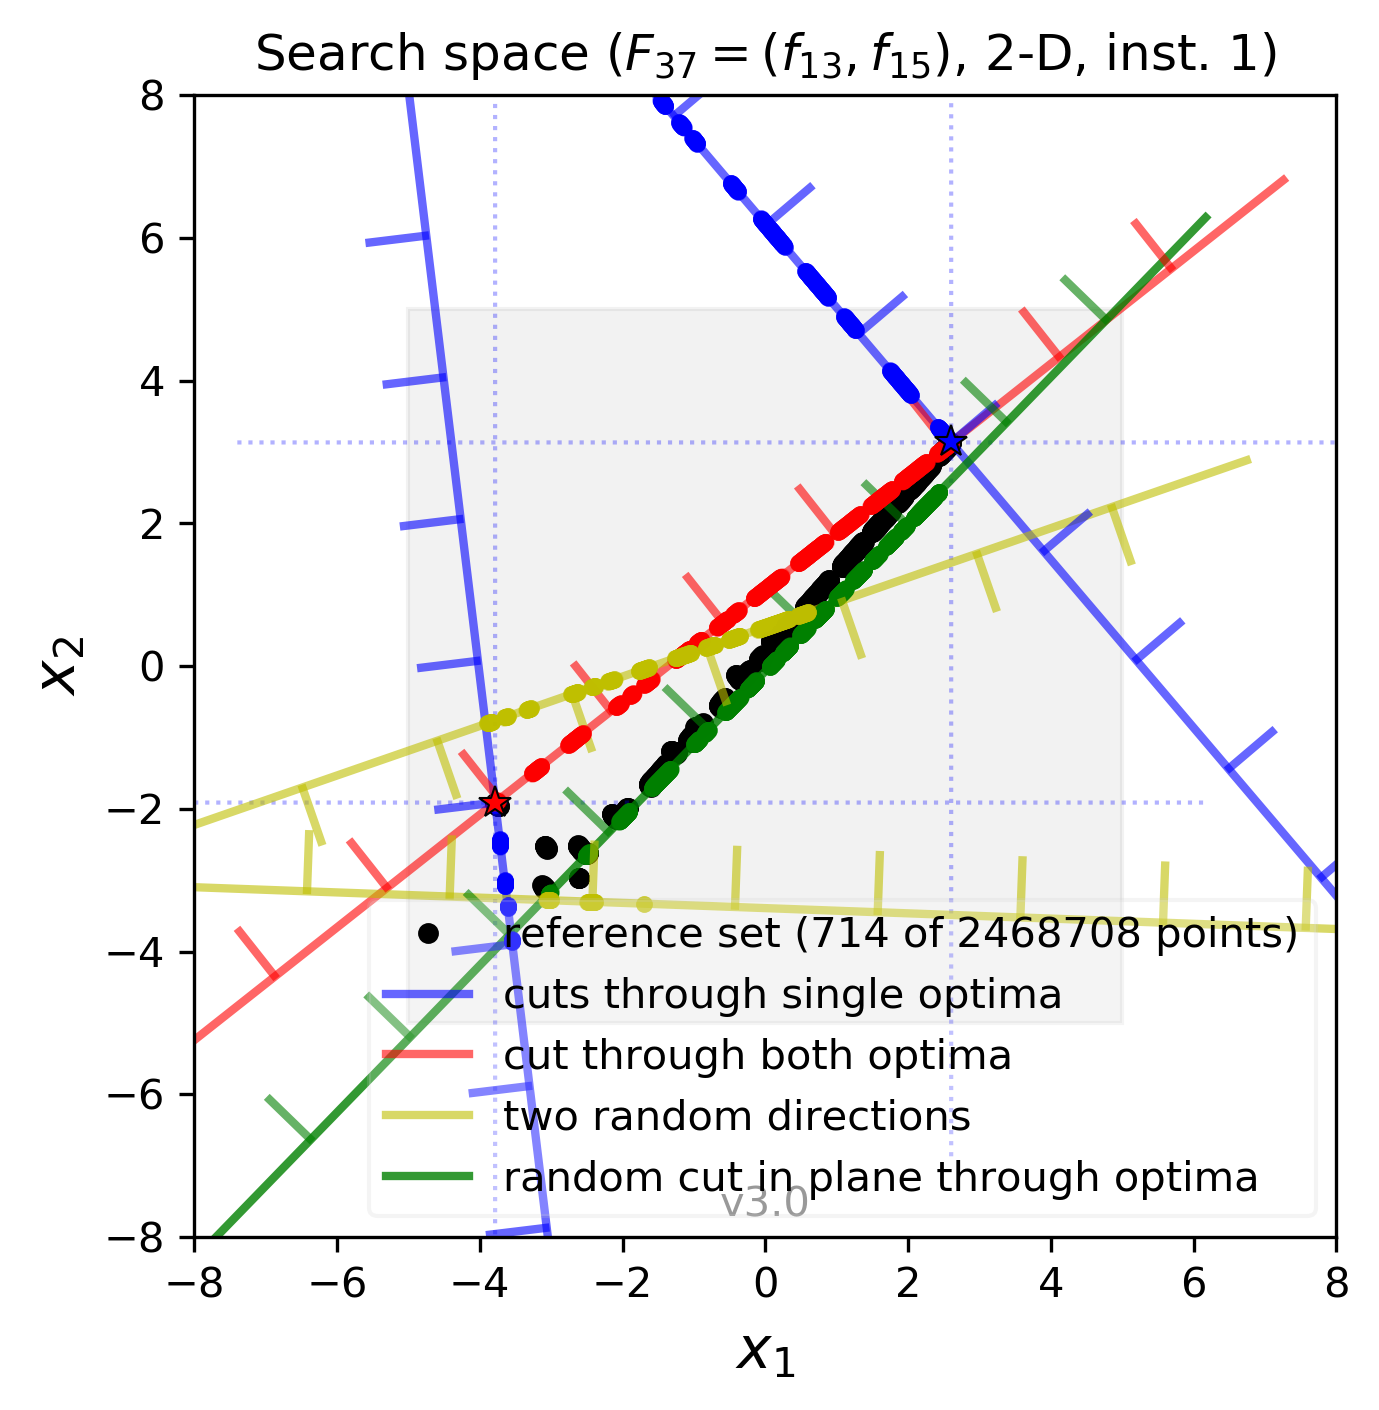 Search space (F₃₇ = (f₁₃, f₁₅), 2-D, inst. 1)
8
6
4
2
0
−2
−4
−6
−8
x₂
reference set (714 of 2468708 points)
cuts through single optima
cut through both optima
two random directions
random cut in plane through optima
v3.0
−8 −6 −4 −2 0 2 4 6 8
x₁